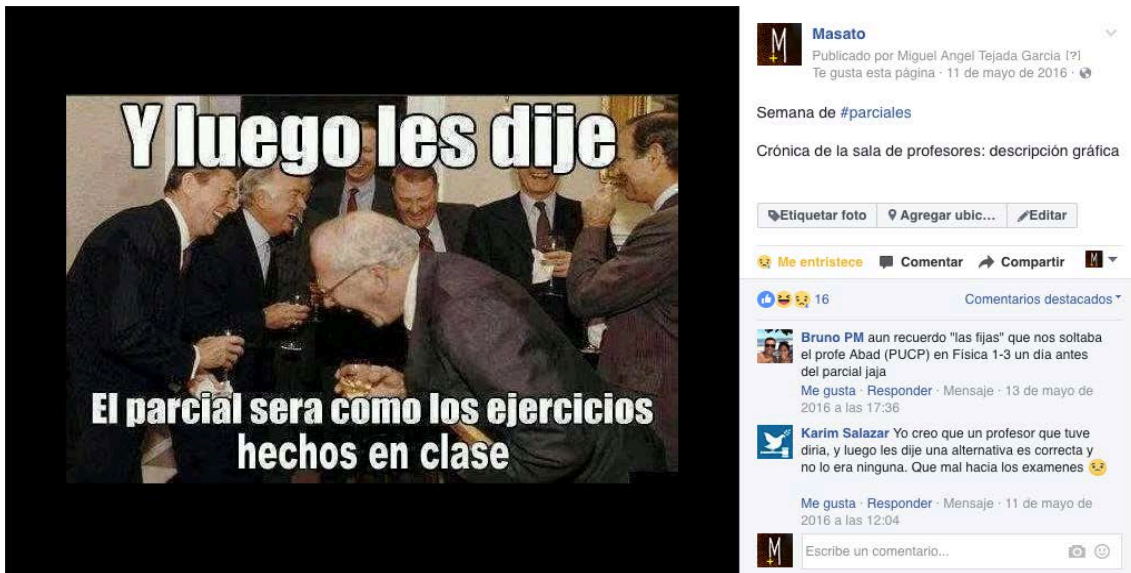 Y luego les dije
El parcial sera como los ejercicios
hechos en clase
Masato
Publicado por Miguel Angel Tejada Garcia [?]
Te gusta esta página · 11 de mayo de 2016 ·
Semana de #parciales
Crónica de la sala de profesores: descripción gráfica
Etiquetar foto
Agregar ubic...
Editar
Me entristece
Comentar
Compartir
16
Comentarios destacados
Bruno PM aun recuerdo "las fijas" que nos soltaba
el profe Abad (PUCP) en Física 1-3 un dia antes
del parcial jaja
Me gusta · Responder · Mensaje · 13 de mayo de
2016 a las 17:36
Karim Salazar Yo creo que un profesor que tuve
diria, y luego les dije una alternativa es correcta y
no lo era ninguna. Que mal hacia los examenes
Me gusta · Responder · Mensaje · 11 de mayo de
2016 a las 12:04
Escribe un comentario...